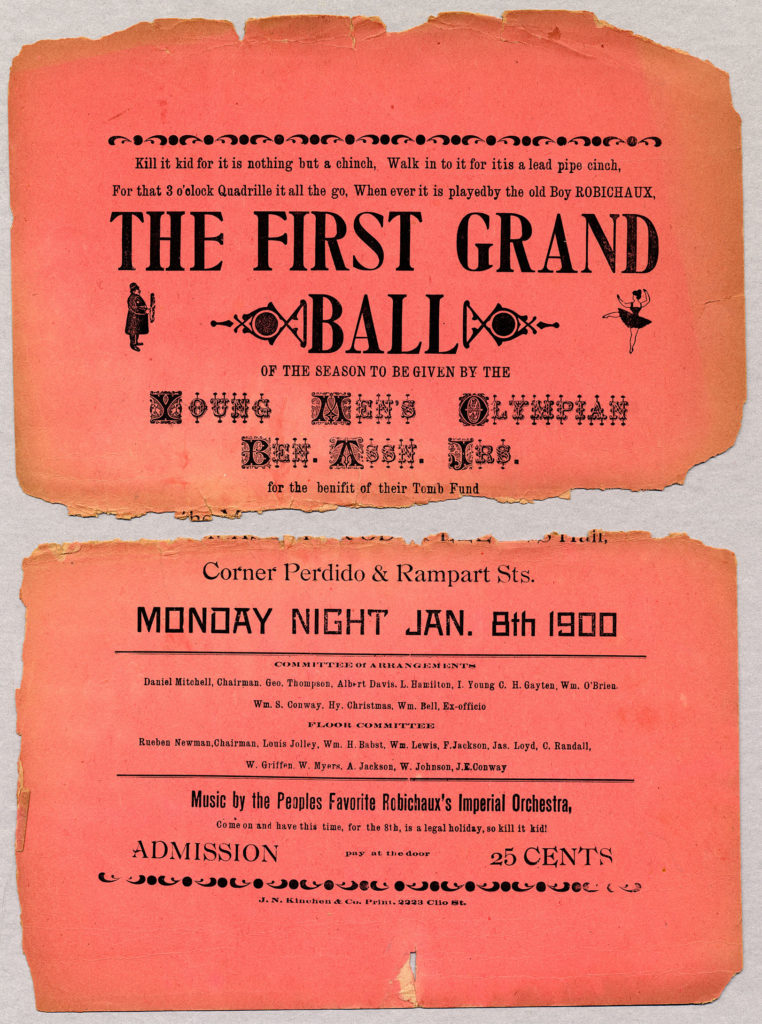 Kill it kid for it is nothing but a chinch, Walk in to it for itis a lead pipe cinch,
For that 3 o'clock Quadrille it all the go, When ever it is playedby the old Boy ROBICHAUX,
THE FIRST GRAND
BALL
OF THE SEASON TO BE GIVEN BY THE
YOUNG MEN'S OLYMPIAN
BEN. ASSN. JRS.
for the benifit of their Tomb Fund
Hall,
Corner Perdido & Rampart Sts.
MONDAY NIGHT JAN. 8th 1900
COMMITTEE Of ARRANGEMENTS
Daniel Mitchell, Chairman. Geo. Thompson, Albert Davis. L. Hamilton, I. Young C. H. Gayten, Wm. O'Brien.
Wm. S. Conway. Hy. Christmas, Wm. Bell, Ex-officio
FLOOR COMMITTEE
Rueben Newman,Chairman. Louis Jolley, Wm. H. Babst, Wm. Lewis, F. Jackson, Jas. Loyd, C. Randall,
W. Griffen, W. Myers, A. Jackson, W. Johnson, J.E.Conway
Music by the Peoples Favorite Robichaux's Imperial Orchestra,
Come on and have this time, for the 8th, is a legal holiday, so kill it kid!
ADMISSION pay at the door 25 CENTS
J. N. Kinchen & Co. Print. 2223 Clio St.